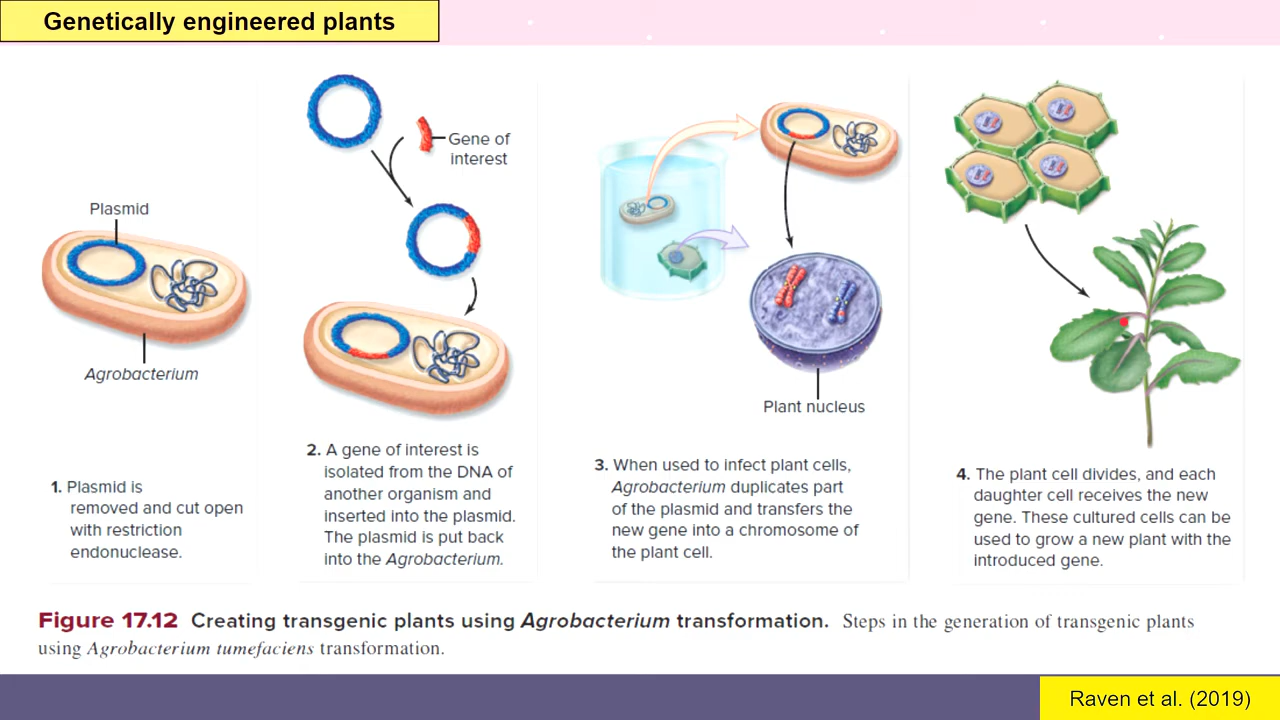 Genetically engineered plants
Plasmid
Agrobacterium
1. Plasmid is
removed and cut open
with restriction
endonuclease.
Gene of
interest
2. A gene of interest is
isolated from the DNA of
another organism and
inserted into the plasmid.
The plasmid is put back
into the Agrobacterium.
Plant nucleus
3. When used to infect plant cells,
Agrobacterium duplicates part
of the plasmid and transfers the
new gene into a chromosome of
the plant cell.
4. The plant cell divides, and each
daughter cell receives the new
gene. These cultured cells can be
used to grow a new plant with the
introduced gene.
Figure 17.12 Creating transgenic plants using Agrobacterium transformation. Steps in the generation of transgenic plants
using Agrobacterium tumefaciens transformation.
Raven et al. (2019)